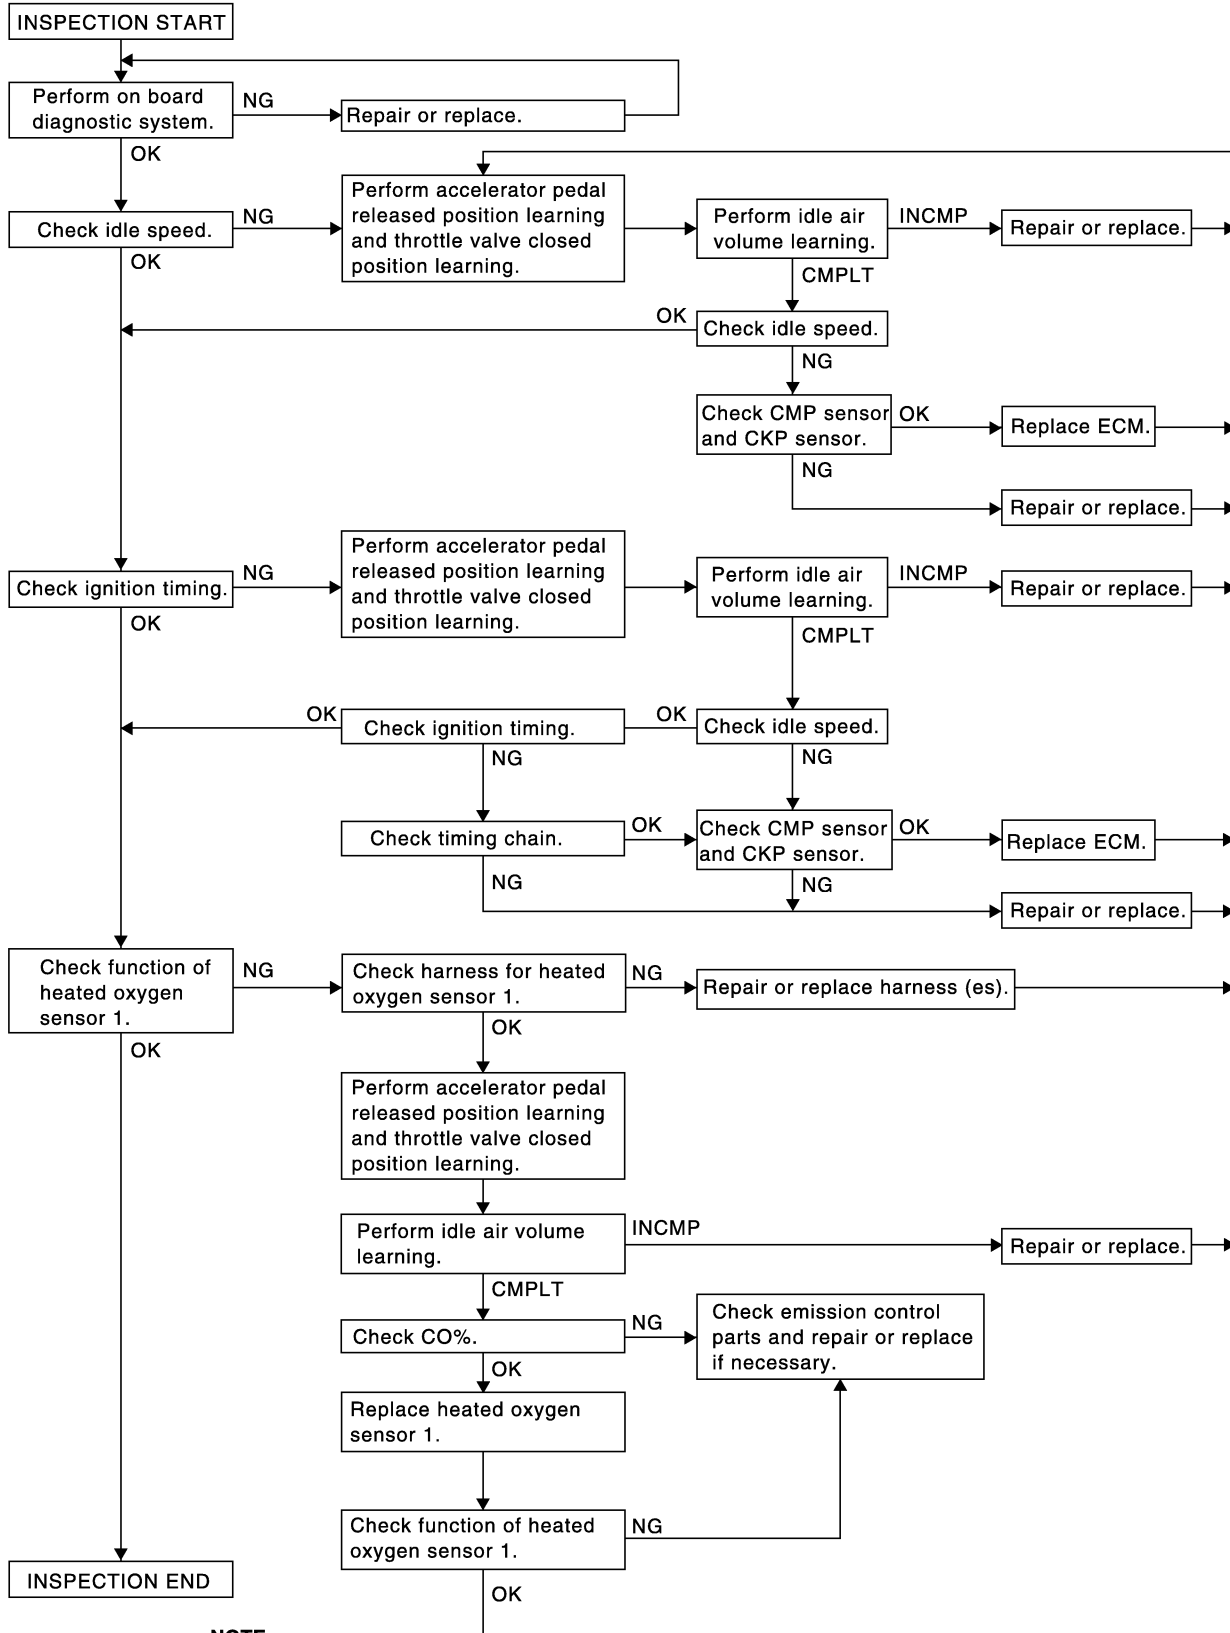 INSPECTION START
Perform on board
diagnostic system.
NG
Repair or replace.
OK
Check idle speed.
NG
Perform accelerator pedal
released position learning
and throttle valve closed
position learning.
Perform idle air
volume learning.
INCMP
Repair or replace.
OK
CMPLT
OK
Check idle speed.
NG
Check CMP sensor
and CKP sensor.
OK
Replace ECM.
NG
Repair or replace.
Check ignition timing.
NG
Perform accelerator pedal
released position learning
and throttle valve closed
position learning.
Perform idle air
volume learning.
INCMP
Repair or replace.
OK
CMPLT
OK
Check ignition timing.
OK
Check idle speed.
NG
NG
Check timing chain.
OK
Check CMP sensor
and CKP sensor.
OK
Replace ECM.
NG
NG
Repair or replace.
Check function of
heated oxygen
sensor 1.
NG
Check harness for heated
oxygen sensor 1.
NG
Repair or replace harness (es).
OK
OK
Perform accelerator pedal
released position learning
and throttle valve closed
position learning.
Perform idle air volume
learning.
INCMP
Repair or replace.
CMPLT
Check CO%.
NG
Check emission control
parts and repair or replace
if necessary.
OK
Replace heated oxygen
sensor 1.
Check function of heated
oxygen sensor 1.
NG
INSPECTION END
OK
NOTE